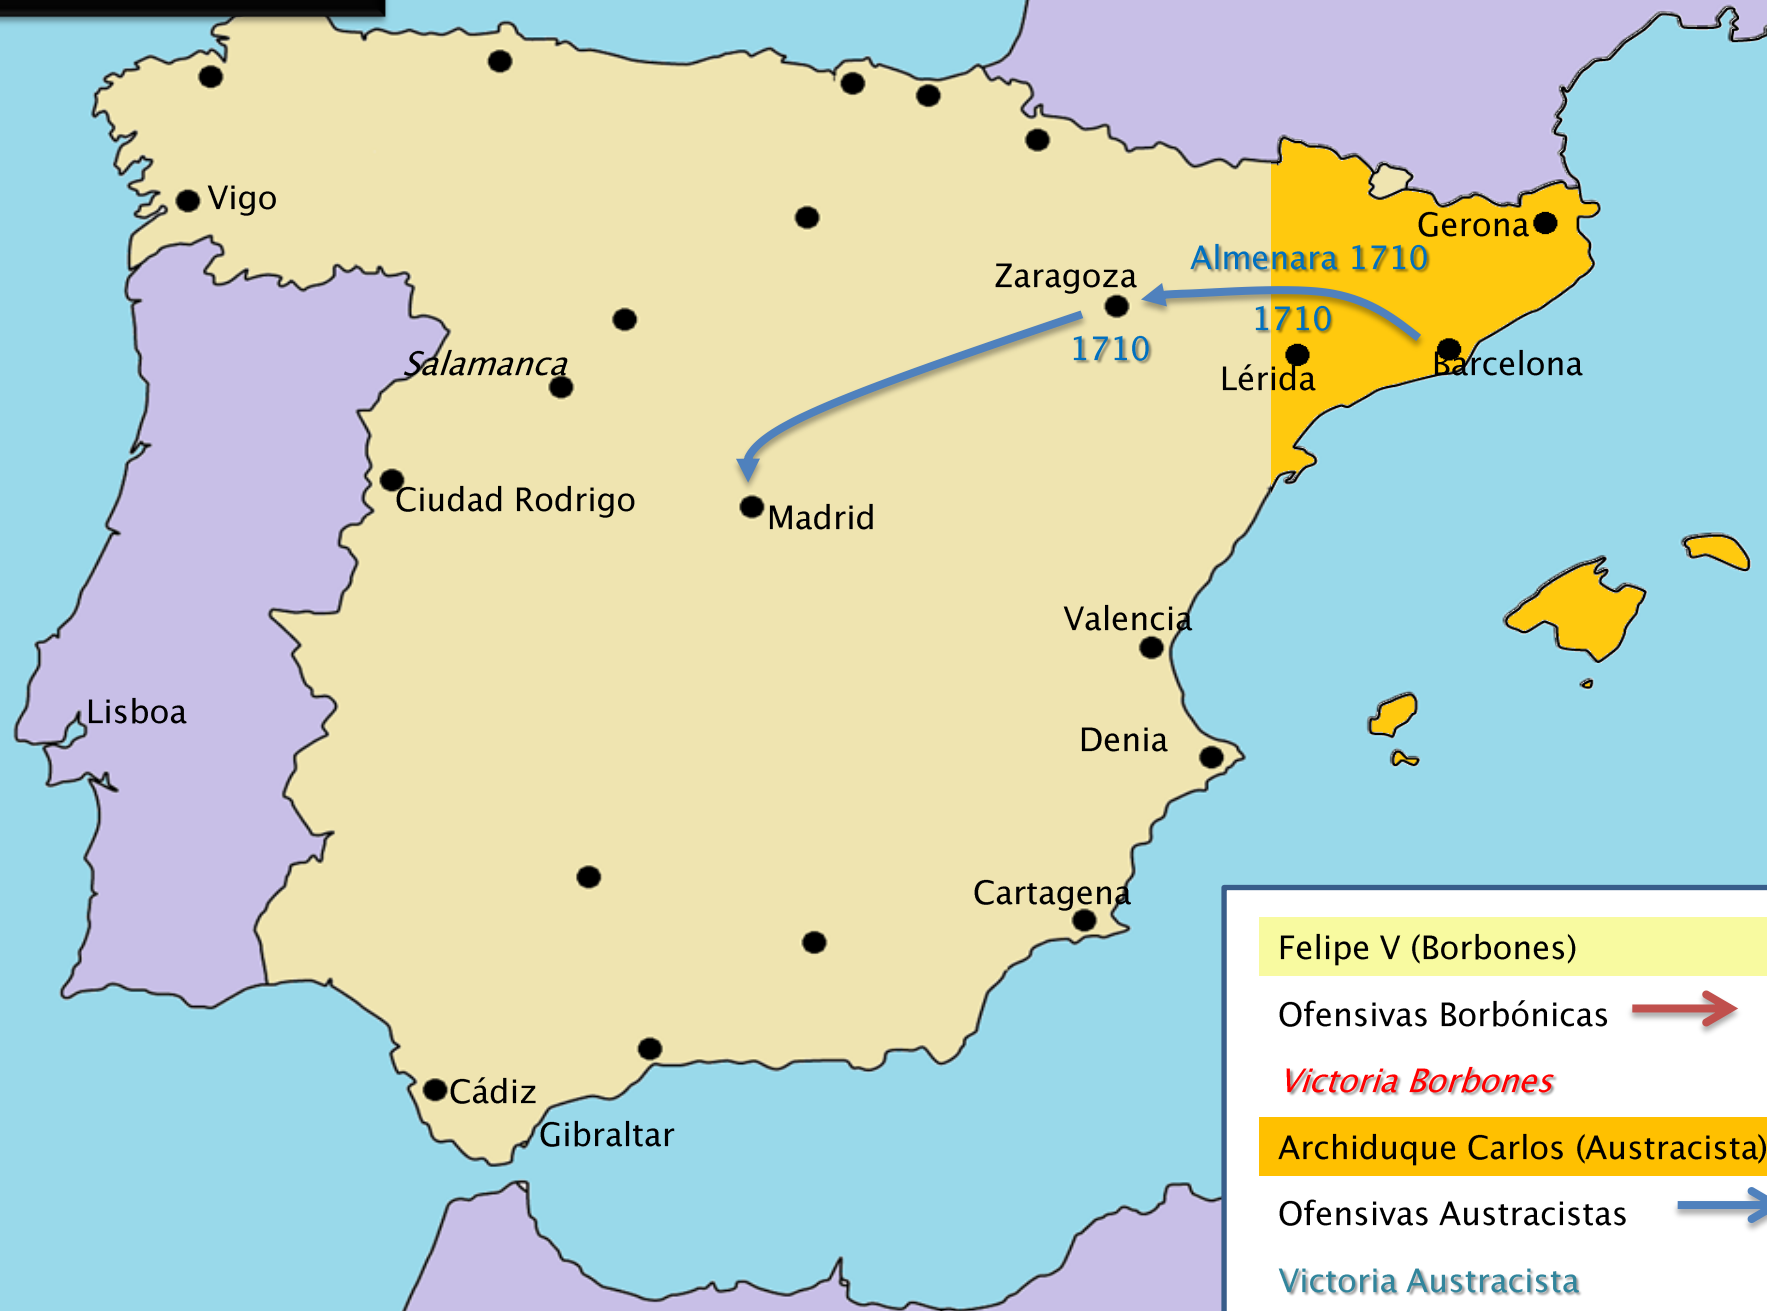 Vigo
Gerona
Almenara 1710
Zaragoza
1710
1710
Salamanca
Barcelona
Lérida
Ciudad Rodrigo
Madrid
Valencia
Lisboa
Denia
Cartagena
Cádiz
Gibraltar
Felipe V (Borbones)
Ofensivas Borbónicas
Victoria Borbones
Archiduque Carlos (Austracista)
Ofensivas Austracistas
Victoria Austracista